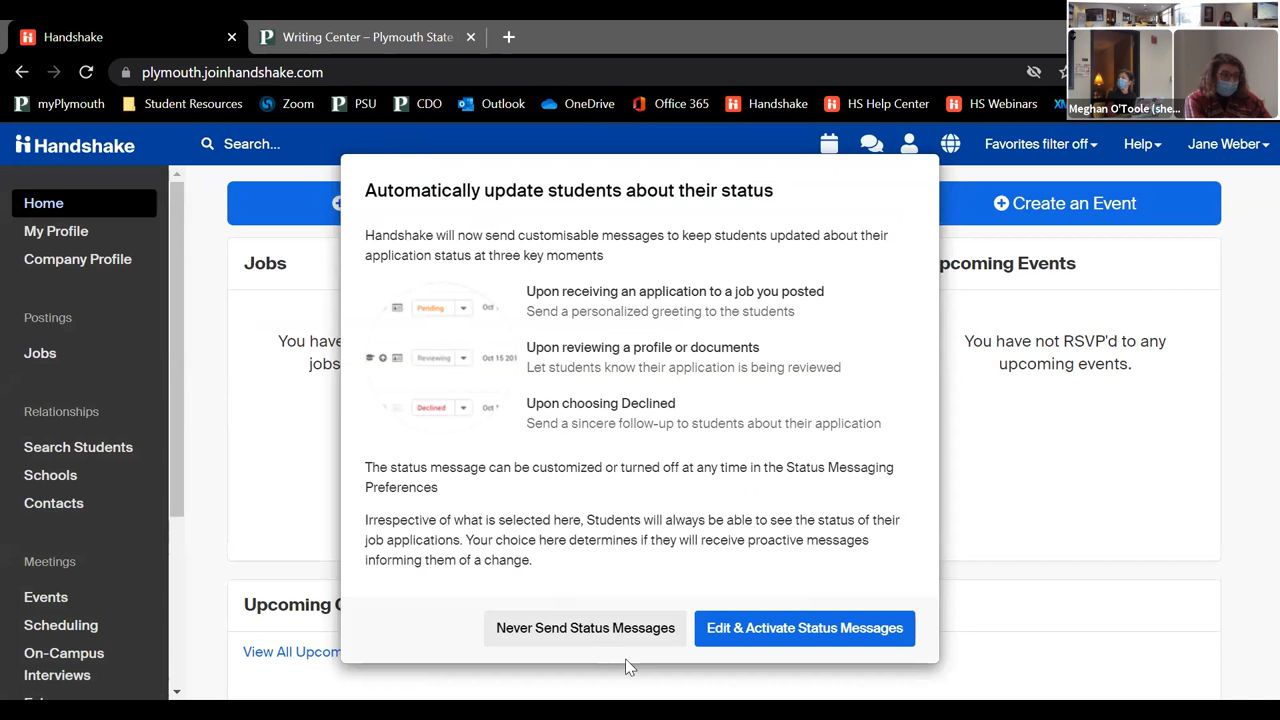 Handshake
Writing Center – Plymouth State
plymouth.joinhandshake.com
myPlymouth
Student Resources
Zoom
PSU
CDO
Outlook
OneDrive
Office 365
Handshake
HS Help Center
HS Webinars
Meghan O'Toole (she...
Handshake
Search...
Favorites filter off
Help
Jane Weber
Home
My Profile
Company Profile
Postings
Jobs
Relationships
Search Students
Schools
Contacts
Meetings
Events
Scheduling
On-Campus
Interviews
Create an Event
Jobs
You have
jobs
pcoming Events
You have not RSVP'd to any
upcoming events.
Upcoming C
View All Upcom
Automatically update students about their status
Handshake will now send customisable messages to keep students updated about their
application status at three key moments
Pending
Oct
Upon receiving an application to a job you posted
Send a personalized greeting to the students
Reviewing
Oct 15 201
Upon reviewing a profile or documents
Let students know their application is being reviewed
Declined
Oct
Upon choosing Declined
Send a sincere follow-up to students about their application
The status message can be customized or turned off at any time in the Status Messaging
Preferences
Irrespective of what is selected here, Students will always be able to see the status of their
job applications. Your choice here determines if they will receive proactive messages
informing them of a change.
Never Send Status Messages
Edit & Activate Status Messages